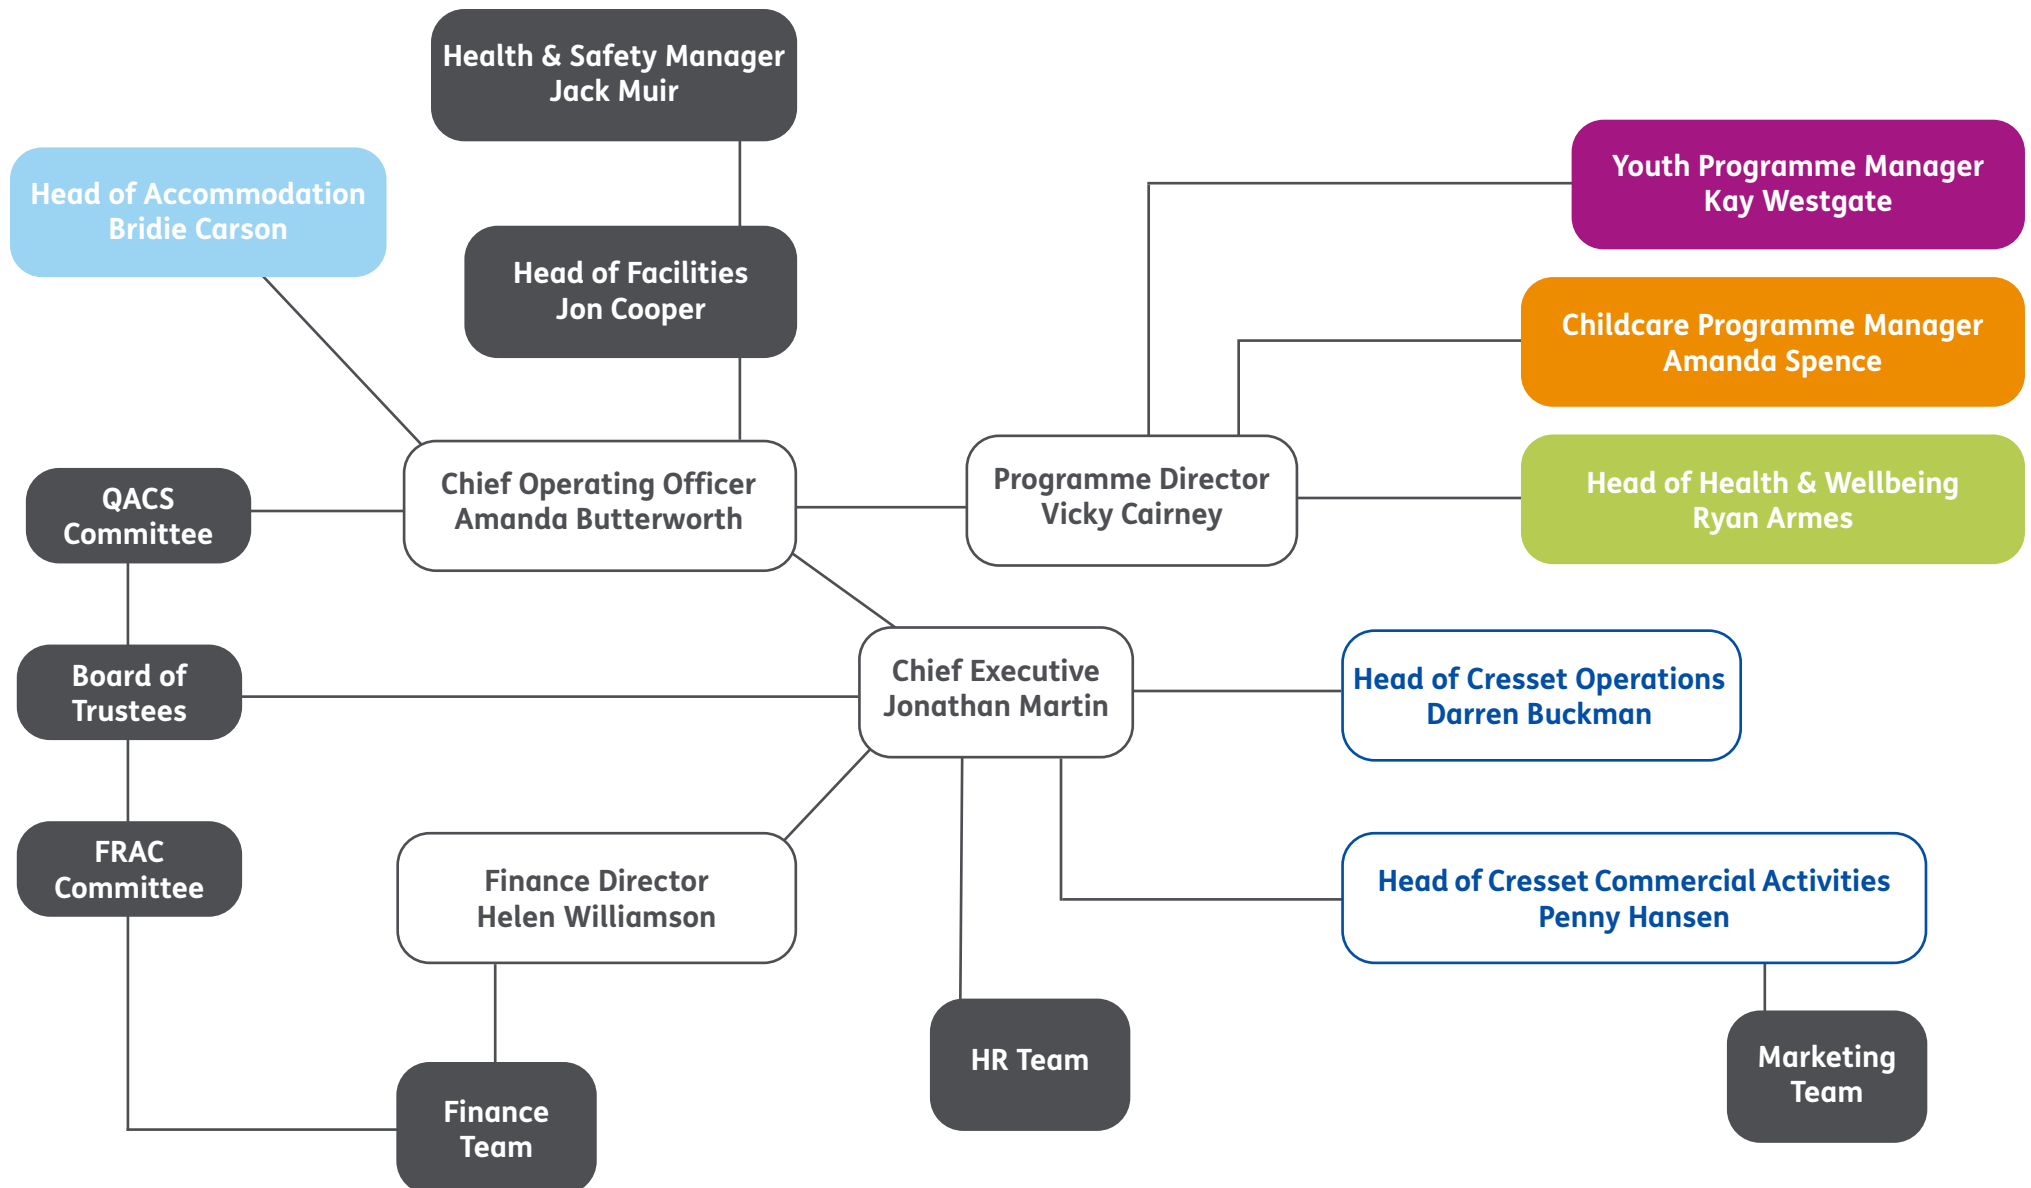 Health & Safety Manager
Jack Muir
Head of Accommodation
Bridie Carson
Youth Programme Manager
Kay Westgate
Head of Facilities
Jon Cooper
Childcare Programme Manager
Amanda Spence
Chief Operating Officer
Amanda Butterworth
Programme Director
Vicky Cairney
Head of Health & Wellbeing
Ryan Armes
QACS
Committee
Board of
Trustees
Chief Executive
Jonathan Martin
Head of Cresset Operations
Darren Buckman
FRAC
Committee
Finance Director
Helen Williamson
Head of Cresset Commercial Activities
Penny Hansen
HR Team
Marketing
Team
Finance
Team